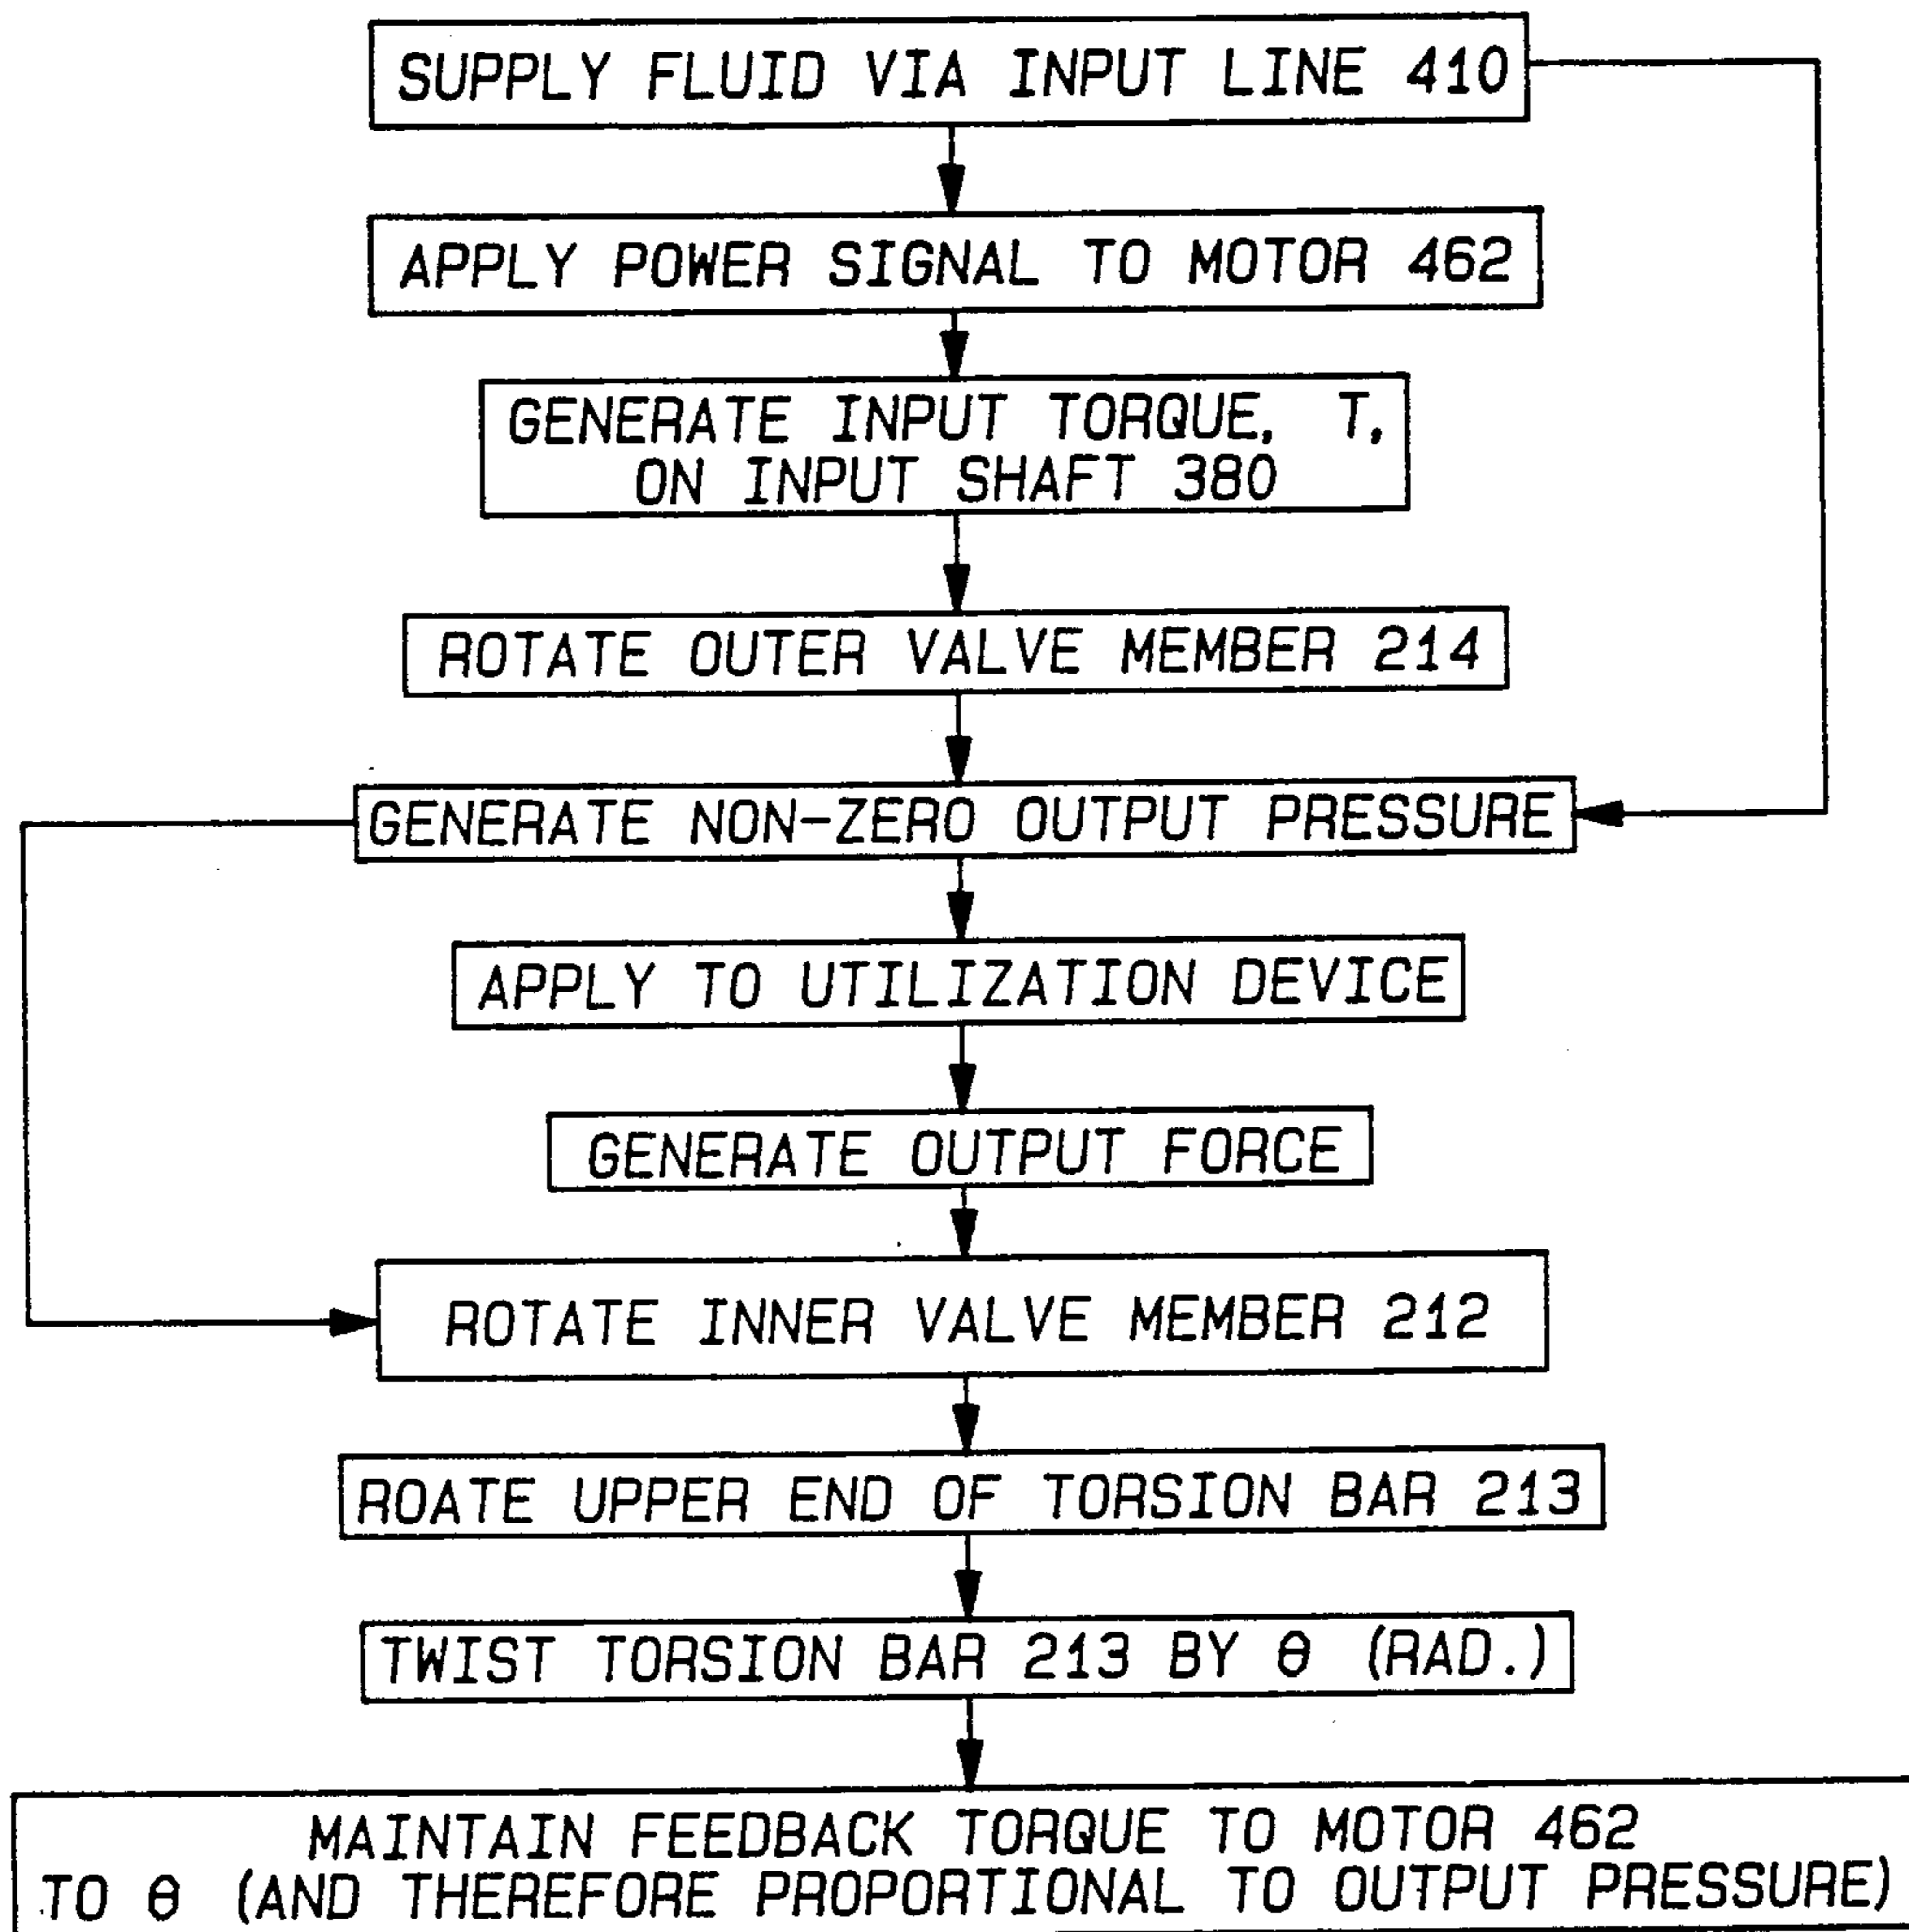 SUPPLY FLUID VIA INPUT LINE 410
APPLY POWER SIGNAL TO MOTOR 462
GENERATE INPUT TORQUE, T,
ON INPUT SHAFT 380
ROTATE OUTER VALVE MEMBER 214
GENERATE NON-ZERO OUTPUT PRESSURE
APPLY TO UTILIZATION DEVICE
GENERATE OUTPUT FORCE
ROTATE INNER VALVE MEMBER 212
ROATE UPPER END OF TORSION BAR 213
TWIST TORSION BAR 213 BY θ (RAD.)
MAINTAIN FEEDBACK TORQUE TO MOTOR 462
TO θ (AND THEREFORE PROPORTIONAL TO OUTPUT PRESSURE)